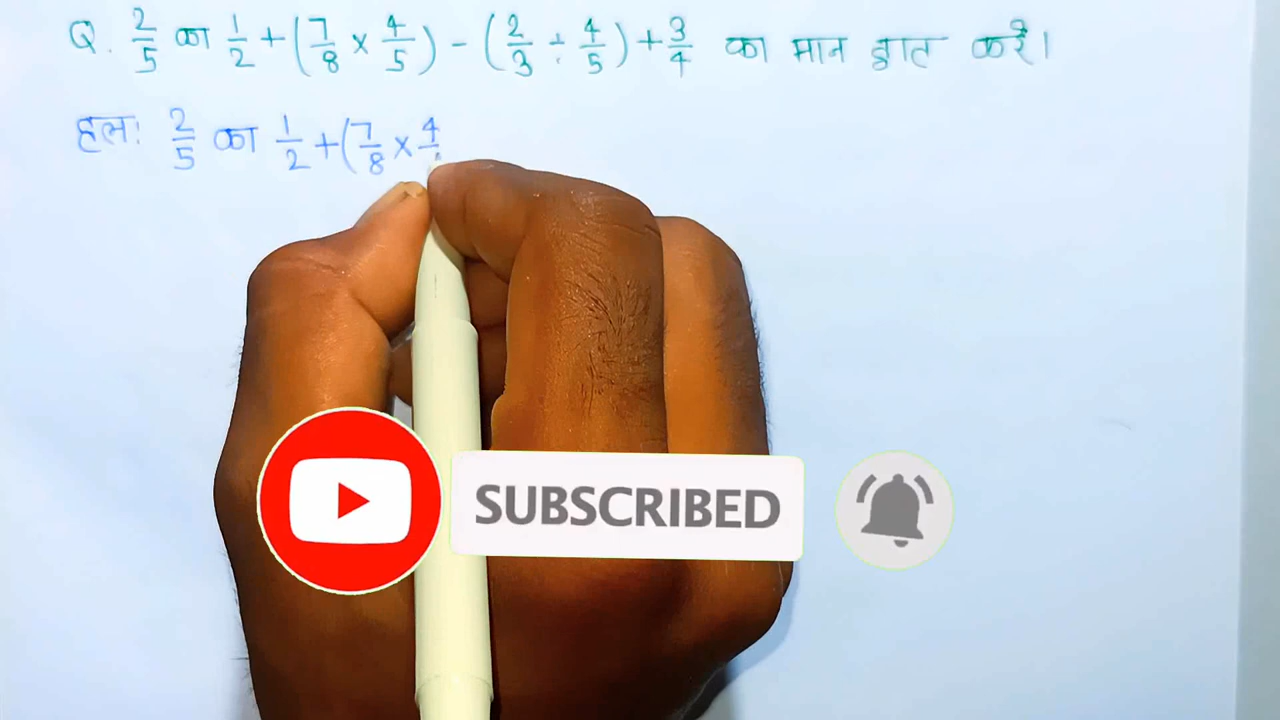 Q. 2/5 का 1/2 + (7/8 × 4/5) - (2/3 ÷ 4/5) + 3/4 का मान ज्ञात करें।
हल: 2/5 का 1/2 + (7/8 × 4/
SUBSCRIBED